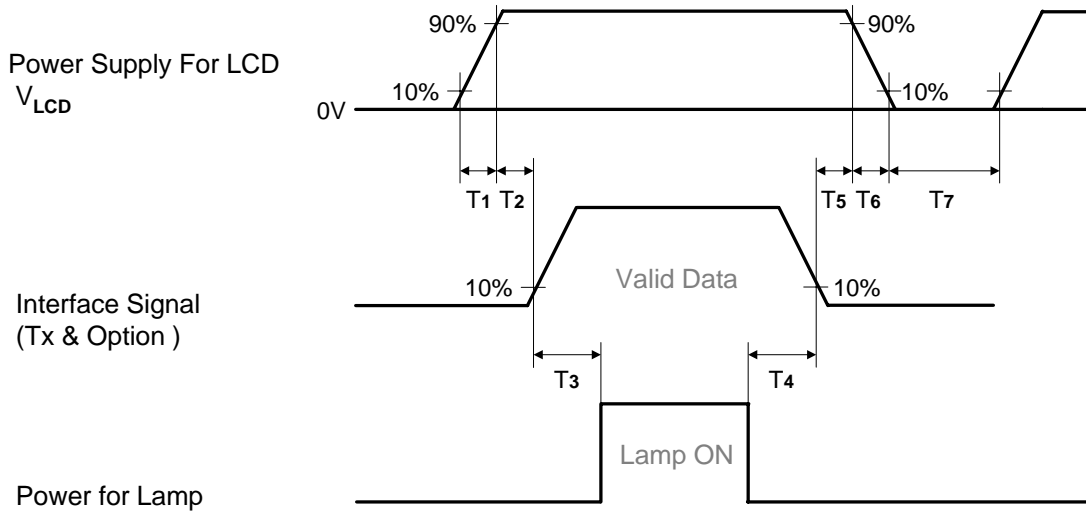 90%
90%
Power Supply For LCD
VLCD
10%
10%
0V
T1 T2
T5 T6 T7
Valid Data
10%
10%
Interface Signal
(Tx & Option )
T3
T4
Lamp ON
Power for Lamp